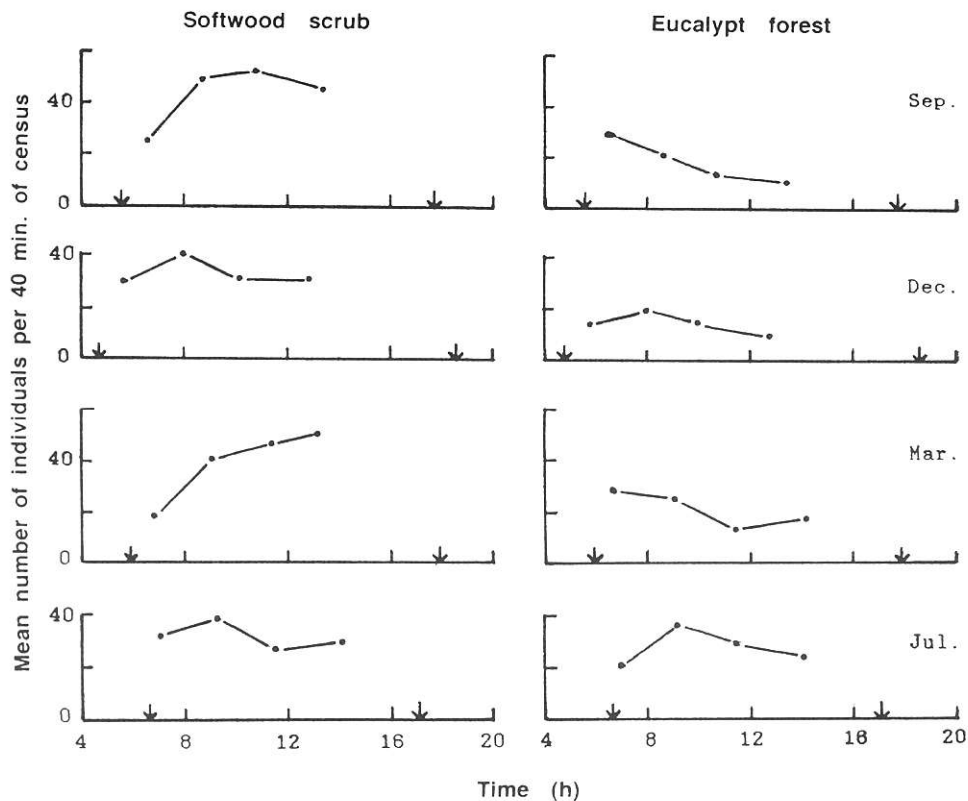 Softwood scrub
Eucalypt forest
Mean number of individuals per 40 min. of census
40
0
Sep.
40
0
Dec.
40
0
Mar.
40
0
Jul.
4 8 12 16 20
4 8 12 16 20
Time (h)